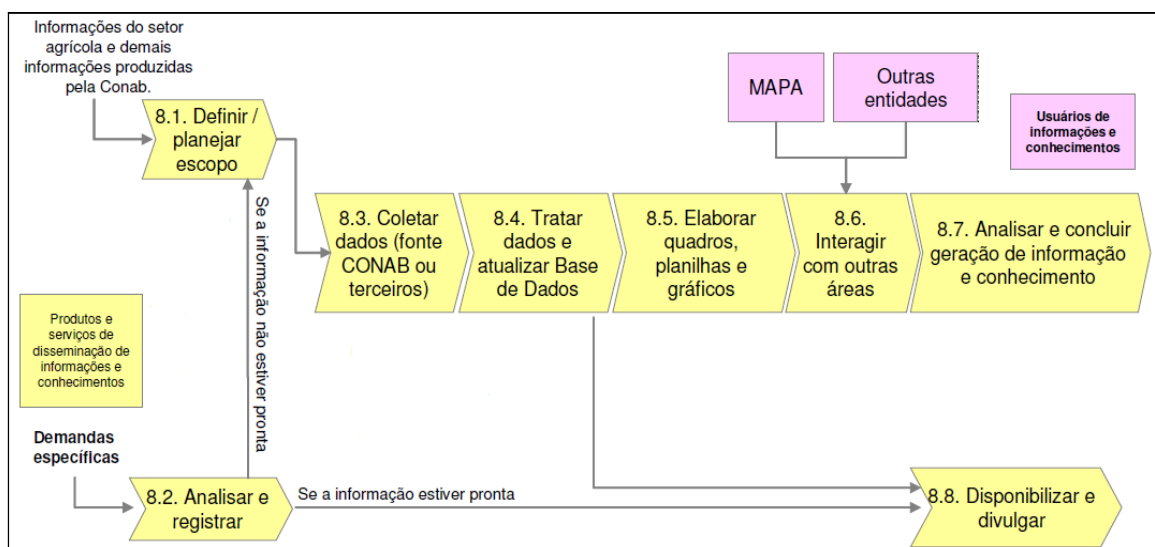 Informações do setor
agrícola e demais
informações produzidas
pela Conab.
8.1. Definir /
planejar
escopo
MAPA
Outras
entidades
Usuários de
informações e
conhecimentos
Se a informação não estiver pronta
8.3. Coletar
dados (fonte
CONAB ou
terceiros)
8.4. Tratar
dados e
atualizar Base
de Dados
8.5. Elaborar
quadros,
planilhas e
gráficos
8.6.
Interagir
com outras
áreas
8.7. Analisar e concluir
geração de informação
e conhecimento
Produtos e
serviços de
disseminação de
informações e
conhecimentos
Demandas
específicas
8.2. Analisar e
registrar
Se a informação estiver pronta
8.8. Disponibilizar e
divulgar